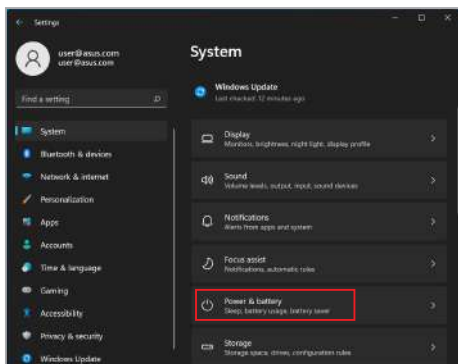 Settings
user@asus.com
user@asus.com
Find a setting
System
Bluetooth & devices
Network & internet
Personalization
Apps
Accounts
Time & language
Gaming
Accessibility
Privacy & security
Windows Update
System
Windows Update
Last checked: 12 minutes ago
Display
Monitors, brightness, night light, display profile
Sound
Volume levels, output, input, sound devices
Notifications
Alerts from apps and system
Focus assist
Notifications, automatic rules
Power & battery
Sleep, battery usage, battery saver
Storage
Storage space, drives, configuration rules